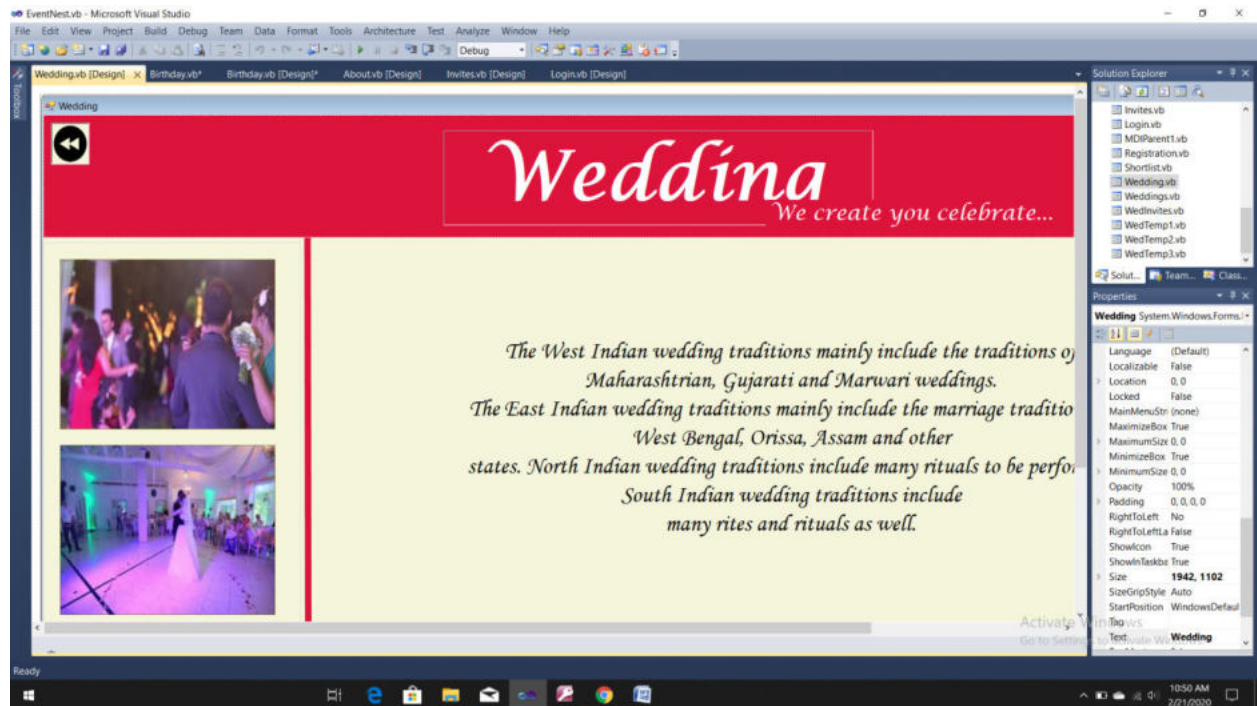 EventNest.vb - Microsoft Visual Studio
File Edit View Project Build Debug Team Data Format Tools Architecture Test Analyze Window Help
Debug
Wedding.vb [Design] Birthday.vb* Birthday.vb [Design]* About.vb [Design] Invites.vb [Design] Login.vb [Design]
Toolbox
Wedding
Wedding
We create you celebrate...
The West Indian wedding traditions mainly include the traditions of
Maharashtrian, Gujarati and Marwari weddings.
The East Indian wedding traditions mainly include the marriage traditio
West Bengal, Orissa, Assam and other
states. North Indian wedding traditions include many rituals to be perfo
South Indian wedding traditions include
many rites and rituals as well.
Solution Explorer
Invites.vb
Login.vb
MDIParent1.vb
Registration.vb
Shortlist.vb
Wedding.vb
Weddings.vb
WedInvites.vb
WedTemp1.vb
WedTemp2.vb
WedTemp3.vb
Solut... Team... Class...
Properties
Wedding System.Windows.Forms.
Language (Default)
Localizable False
Location 0, 0
Locked False
MainMenuStri (none)
MaximizeBox True
MaximumSize 0, 0
MinimizeBox True
MinimumSize 0, 0
Opacity 100%
Padding 0, 0, 0, 0
RightToLeft No
RightToLeftLa False
ShowIcon True
ShowInTaskba True
Size 1942, 1102
SizeGripStyle Auto
StartPosition WindowsDefaul
Tag
Text Wedding
Activate Windows
Go to Settings to activate Windows.
Ready
10:50 AM
2/21/2020